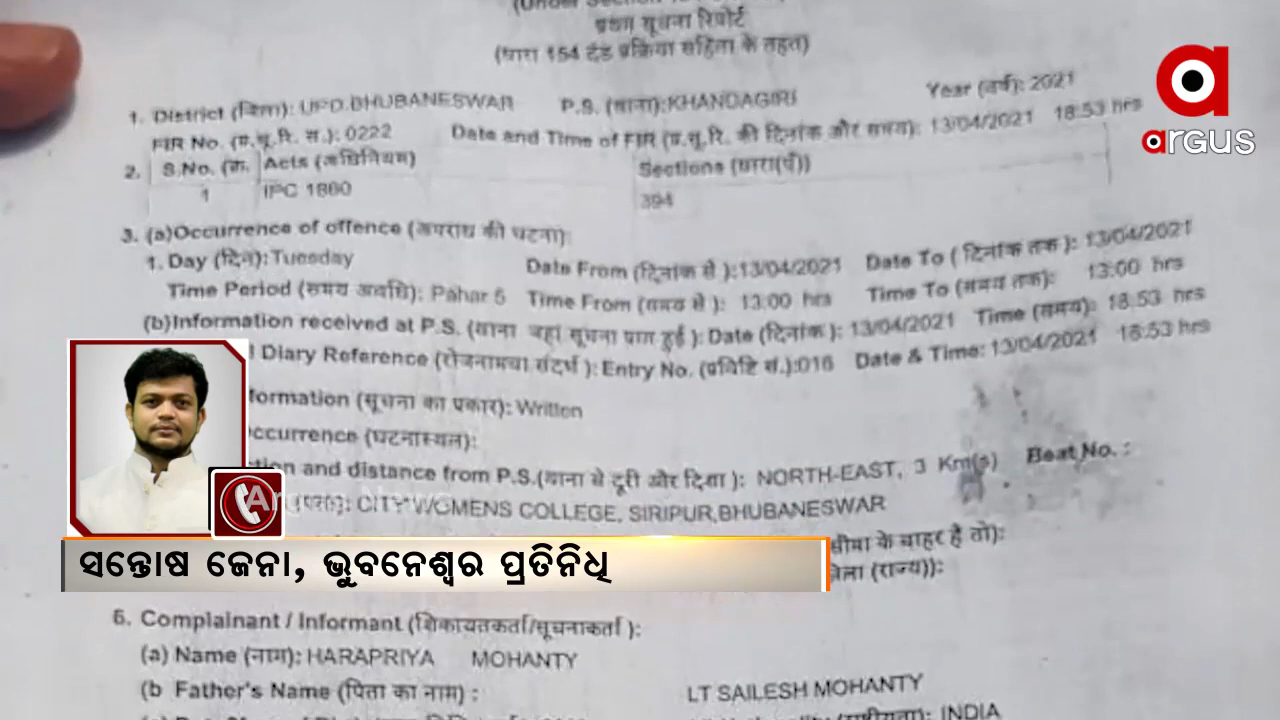 (Under Section
प्रथम सूचना रिपोर्ट
(धारा 154 दंड प्रक्रिया संहिता के तहत)
argus
1. District (जिला): UPD.BHUBANESWAR P.S. (थाना):KHANDAGIRI Year (वर्ष): 2021
FIR No. (प्र.सू.रि. सं.): 0222 Date and Time of FIR (प्र.सू.रि. की दिनांक और समय): 13/04/2021 18:53 hrs
2. S.No. (क्र. Acts (अधिनियम) Sections (धारा(एँ))
1 IPC 1860 394
3. (a)Occurrence of offence (अपराध की घटना):
1. Day (दिन): Tuesday Date From (दिनांक से ):13/04/2021 Date To ( दिनांक तक ): 13/04/2021
Time Period (समय अवधि): Pahar 5 Time From (समय से ): 13:00 hrs Time To (समय तक): 13:00 hrs
(b)Information received at P.S. (थाना जहां सूचना प्राप्त हुई ): Date (दिनांक ): 13/04/2021 Time (समय): 18:53 hrs
Diary Reference (रोजनामचा संदर्भ ): Entry No. (प्रविष्टि सं.):016 Date & Time: 13/04/2021 18:53 hrs
formation (सूचना का प्रकार): Written
ccurrence (घटनास्थल):
tion and distance from P.S.(थाना से दूरी और दिशा ): NORTH-EAST, 3 Km(s) Beat No. :
CITY WOMENS COLLEGE, SIRIPUR,BHUBANESWAR
सीमा के बाहर है तो):
जिला (राज्य)):
ସନ୍ତୋଷ ଜେନା, ଭୁବନେଶ୍ୱର ପ୍ରତିନିଧି
6. Complainant / Informant (शिकायतकर्ता/सूचनाकर्ता ):
(a) Name (नाम): HARAPRIYA MOHANTY
(b Father's Name (पिता का नाम) : LT SAILESH MOHANTY
INDIA